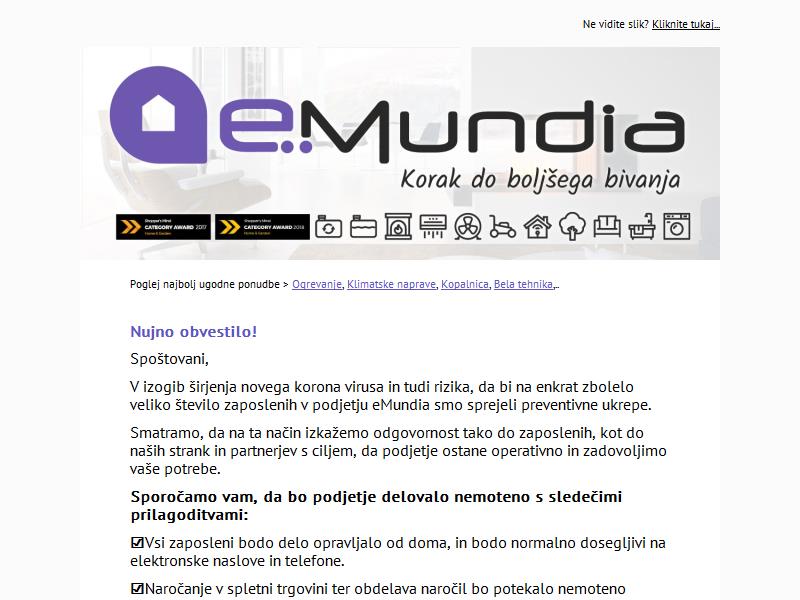 Ne vidite slik? Kliknite tukaj...
eMundia
Korak do boljšega bivanja
Shopper's Mind
CATEGORY AWARD 2017
Home & Garden
Shopper's Mind
CATEGORY AWARD 2018
Home & Garden
Poglej najbolj ugodne ponudbe > Ogrevanje, Klimatske naprave, Kopalnica, Bela tehnika,..
Nujno obvestilo!
Spoštovani,
V izogib širjenja novega korona virusa in tudi rizika, da bi na enkrat zbolelo
veliko število zaposlenih v podjetju eMundia smo sprejeli preventivne ukrepe.
Smatramo, da na ta način izkažemo odgovornost tako do zaposlenih, kot do
naših strank in partnerjev s ciljem, da podjetje ostane operativno in zadovoljimo
vaše potrebe.
Sporočamo vam, da bo podjetje delovalo nemoteno s sledečimi
prilagoditvami:
☑Vsi zaposleni bodo delo opravljalo od doma, in bodo normalno dosegljivi na
elektronske naslove in telefone.
☑Naročanje v spletni trgovini ter obdelava naročil bo potekalo nemoteno